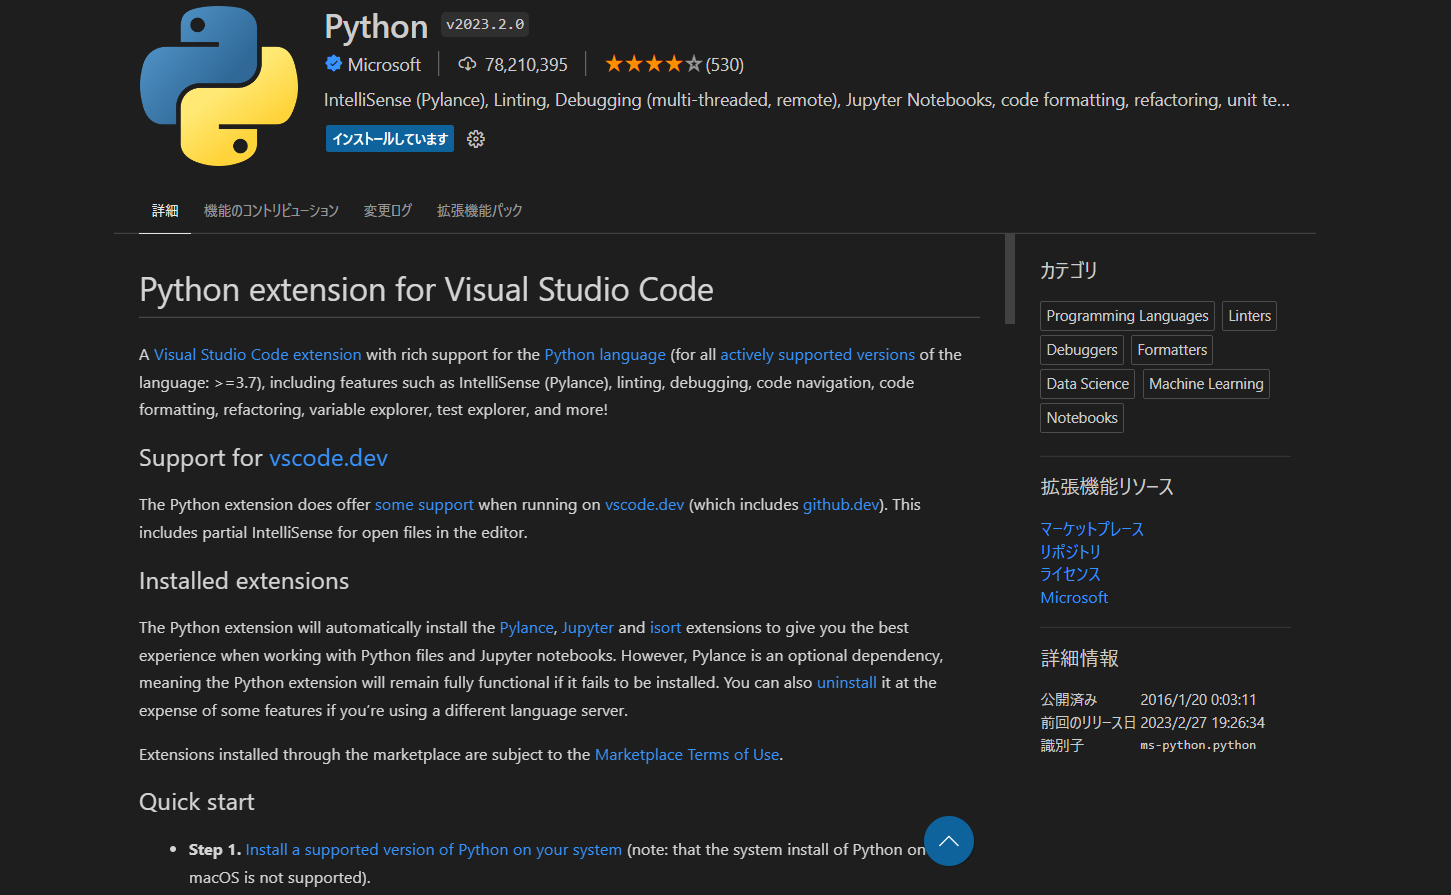 Python v2023.2.0
Microsoft 78,210,395 (530)
IntelliSense (Pylance), Linting, Debugging (multi-threaded, remote), Jupyter Notebooks, code formatting, refactoring, unit te...
インストールしています
詳細 機能のコントリビューション 変更ログ 拡張機能パック
Python extension for Visual Studio Code
A Visual Studio Code extension with rich support for the Python language (for all actively supported versions of the
language: >=3.7), including features such as IntelliSense (Pylance), linting, debugging, code navigation, code
formatting, refactoring, variable explorer, test explorer, and more!
Support for vscode.dev
The Python extension does offer some support when running on vscode.dev (which includes github.dev). This
includes partial IntelliSense for open files in the editor.
Installed extensions
The Python extension will automatically install the Pylance, Jupyter and isort extensions to give you the best
experience when working with Python files and Jupyter notebooks. However, Pylance is an optional dependency,
meaning the Python extension will remain fully functional if it fails to be installed. You can also uninstall it at the
expense of some features if you’re using a different language server.
Extensions installed through the marketplace are subject to the Marketplace Terms of Use.
Quick start
• Step 1. Install a supported version of Python on your system (note: that the system install of Python on
macOS is not supported).
カテゴリ
Programming Languages Linters
Debuggers Formatters
Data Science Machine Learning
Notebooks
拡張機能リソース
マーケットプレース
リポジトリ
ライセンス
Microsoft
詳細情報
公開済み 2016/1/20 0:03:11
前回のリリース日 2023/2/27 19:26:34
識別子 ms-python.python